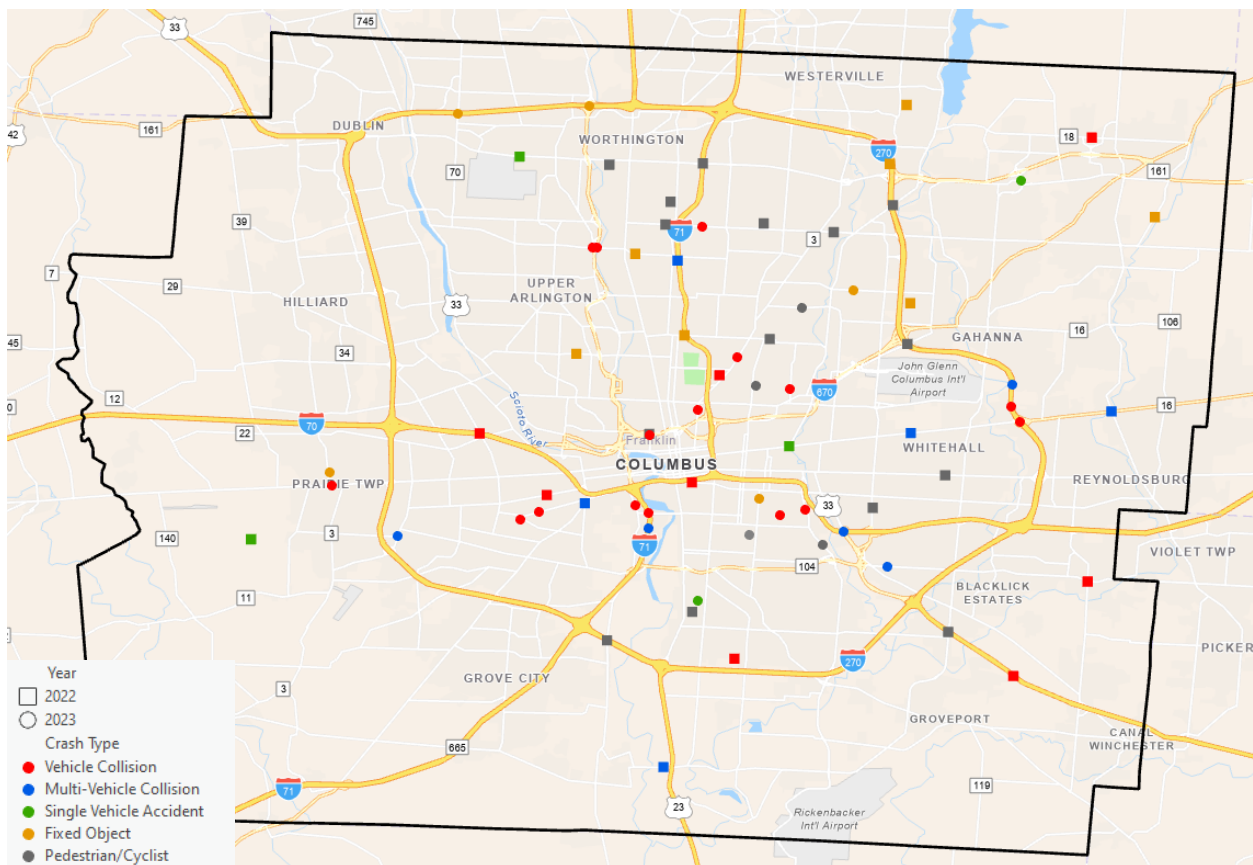 745
33
WESTERVILLE
DUBLIN
161
42
WORTHINGTON
18
270
70
161
39
71
3
7
29
UPPER
ARLINGTON
HILLIARD
33
106
16
GAHANNA
45
34
John Glenn
Columbus Int'l
Airport
670
12
Scioto River
16
70
22
Franklin
WHITEHALL
COLUMBUS
PRAIRIE TWP
REYNOLDSBURG
33
3
140
71
VIOLET TWP
104
BLACKLICK
ESTATES
11
PICKER
270
GROVE CITY
3
GROVEPORT
CANAL
WINCHESTER
665
119
71
23
Rickenbacker
Int'l Airport
Year
2022
2023
Crash Type
Vehicle Collision
Multi-Vehicle Collision
Single Vehicle Accident
Fixed Object
Pedestrian/Cyclist